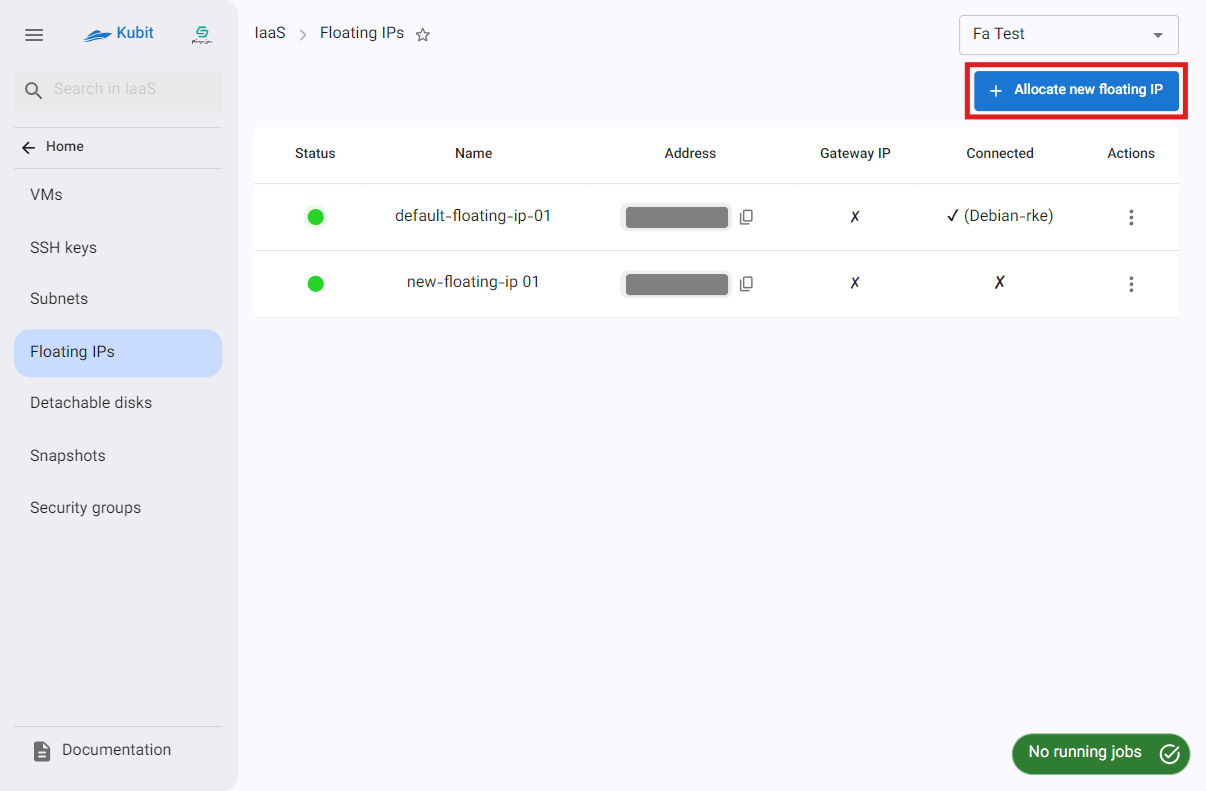 Kubit
IaaS
Floating IPs
Fa Test
Search in IaaS
Allocate new floating IP
Home
VMs
SSH keys
Subnets
Floating IPs
Detachable disks
Snapshots
Security groups
Documentation
Status Name Address Gateway IP Connected Actions
default-floating-ip-01 ✗ ✓ (Debian-rke)
new-floating-ip 01 ✗ ✗
No running jobs